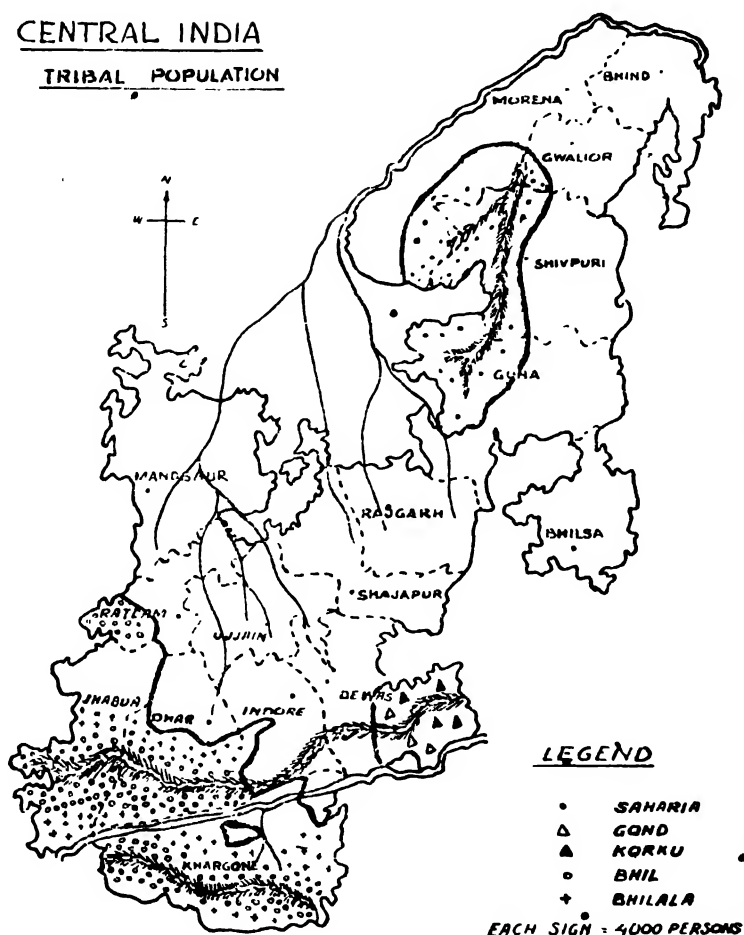 CENTRAL INDIA
TRIBAL POPULATION
N
W E
S
BHIND
MORENA
GWALIOR
SHIVPURI
GUNA
MANDSAUR
RAJGARH
BHILSA
SHAJAPUR
RATLAM
UJJAIN
DEWAS
JHABUA
DHAR
INDORE
KHARGONE
LEGEND
SAHARIA
GOND
KORKU
BHIL
BHILALA
EACH SIGN = 4000 PERSONS